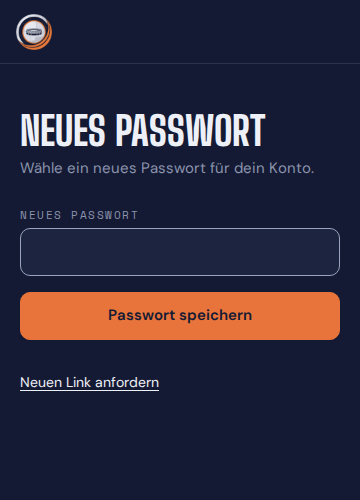 NEUES PASSWORT
Wähle ein neues Passwort für dein Konto.
NEUES PASSWORT
Passwort speichern
Neuen Link anfordern